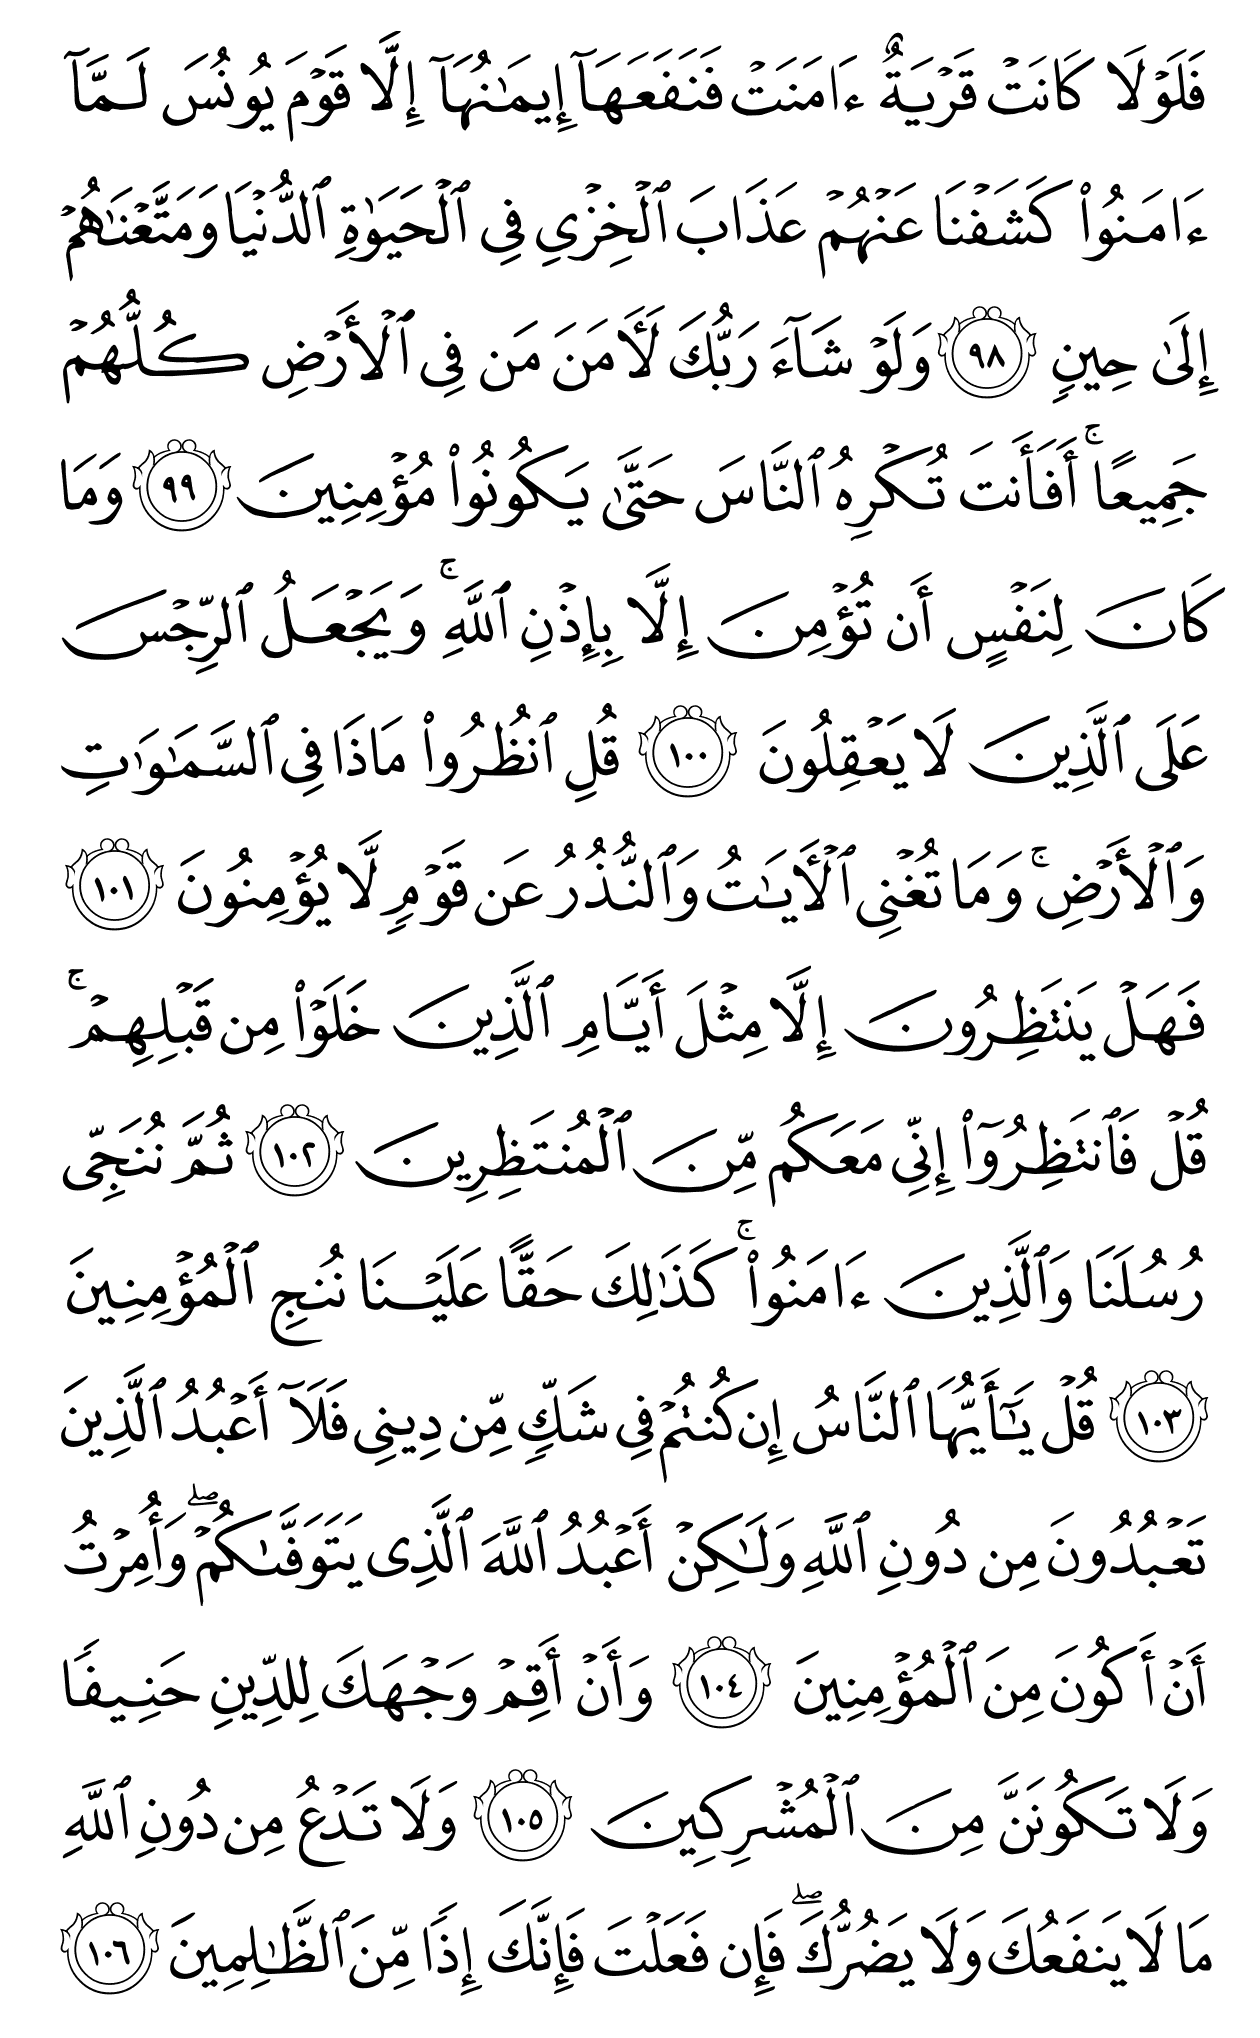 فَلَوْلَا كَانَتْ قَرْيَةٌ ءَامَنَتْ فَنَفَعَهَآ إِيمَـٰنُهَآ إِلَّا قَوْمَ يُونُسَ لَمَّآ
ءَامَنُوا۟ كَشَفْنَا عَنْهُمْ عَذَابَ ٱلْخِزْىِ فِى ٱلْحَيَوٰةِ ٱلدُّنْيَا وَمَتَّعْنَـٰهُمْ
إِلَىٰ حِينٍ ٩٨ وَلَوْ شَآءَ رَبُّكَ لَـَٔامَنَ مَن فِى ٱلْأَرْضِ كُلُّهُمْ
جَمِيعًا ۚ أَفَأَنتَ تُكْرِهُ ٱلنَّاسَ حَتَّىٰ يَكُونُوا۟ مُؤْمِنِينَ ٩٩ وَمَا
كَانَ لِنَفْسٍ أَن تُؤْمِنَ إِلَّا بِإِذْنِ ٱللَّهِ ۚ وَيَجْعَلُ ٱلرِّجْسَ
عَلَى ٱلَّذِينَ لَا يَعْقِلُونَ ١٠٠ قُلِ ٱنظُرُوا۟ مَاذَا فِى ٱلسَّمَـٰوَٰتِ
وَٱلْأَرْضِ ۚ وَمَا تُغْنِى ٱلْـَٔايَـٰتُ وَٱلنُّذُرُ عَن قَوْمٍ لَّا يُؤْمِنُونَ ١٠١
فَهَلْ يَنتَظِرُونَ إِلَّا مِثْلَ أَيَّامِ ٱلَّذِينَ خَلَوْا۟ مِن قَبْلِهِمْ ۚ
قُلْ فَٱنتَظِرُوٓا۟ إِنِّى مَعَكُم مِّنَ ٱلْمُنتَظِرِينَ ١٠٢ ثُمَّ نُنَجِّى
رُسُلَنَا وَٱلَّذِينَ ءَامَنُوا۟ ۚ كَذَٰلِكَ حَقًّا عَلَيْنَا نُنجِ ٱلْمُؤْمِنِينَ
١٠٣ قُلْ يَـٰٓأَيُّهَا ٱلنَّاسُ إِن كُنتُمْ فِى شَكٍّ مِّن دِينِى فَلَآ أَعْبُدُ ٱلَّذِينَ
تَعْبُدُونَ مِن دُونِ ٱللَّهِ وَلَـٰكِنْ أَعْبُدُ ٱللَّهَ ٱلَّذِى يَتَوَفَّىٰكُمْ ۖ وَأُمِرْتُ
أَنْ أَكُونَ مِنَ ٱلْمُؤْمِنِينَ ١٠٤ وَأَنْ أَقِمْ وَجْهَكَ لِلدِّينِ حَنِيفًا
وَلَا تَكُونَنَّ مِنَ ٱلْمُشْرِكِينَ ١٠٥ وَلَا تَدْعُ مِن دُونِ ٱللَّهِ
مَا لَا يَنفَعُكَ وَلَا يَضُرُّكَ ۖ فَإِن فَعَلْتَ فَإِنَّكَ إِذًا مِّنَ ٱلظَّـٰلِمِينَ ١٠٦